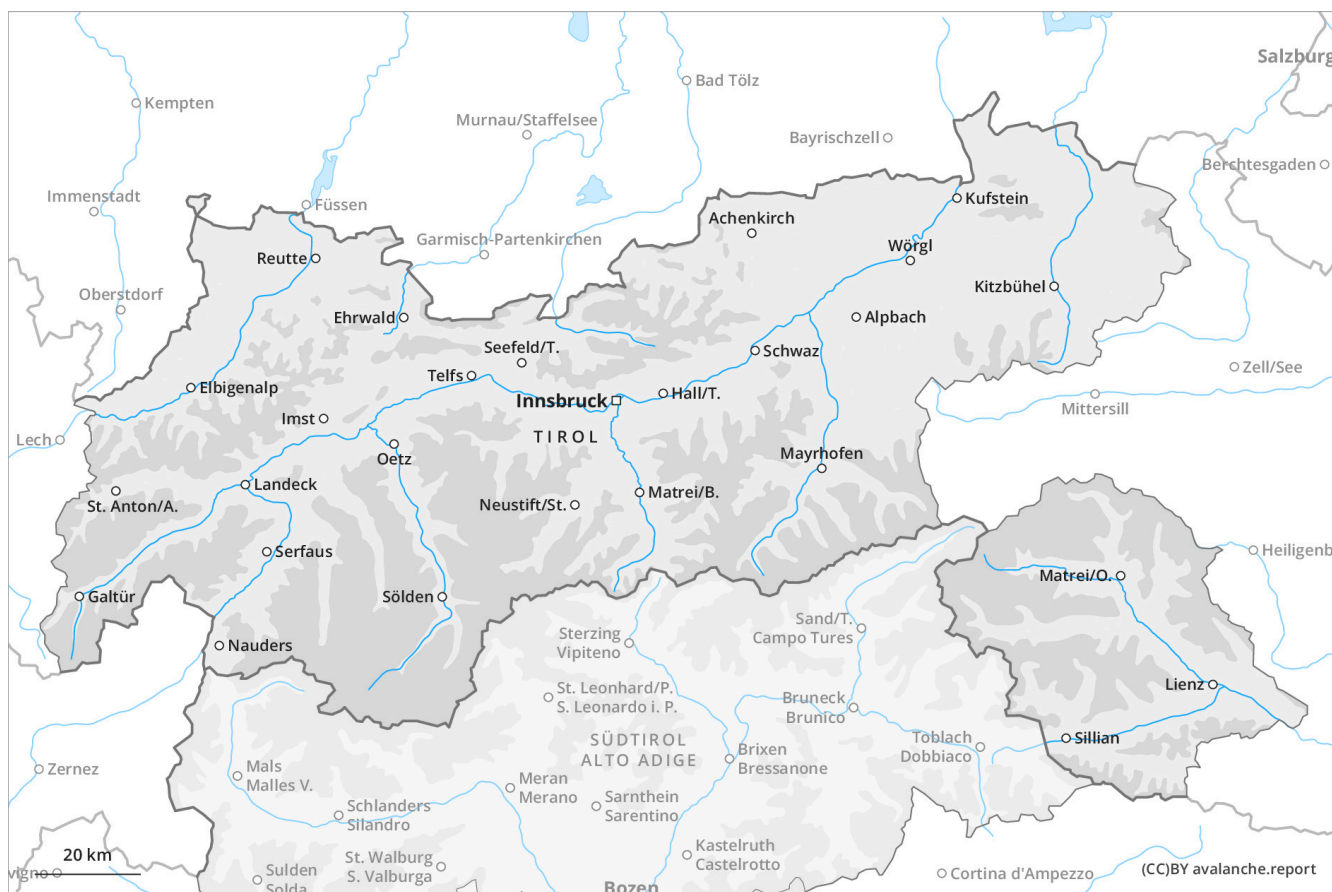 Salzburg
Bad Tölz
Kempten
Murnau/Staffelsee
Bayrischzell
Berchtesgaden
Immenstadt
Füssen
Kufstein
Achenkirch
Garmisch-Partenkirchen
Wörgl
Reutte
Kitzbühel
Oberstdorf
Ehrwald
Alpbach
Seefeld/T.
Schwaz
Zell/See
Telfs
Elbigenalp
Hall/T.
Innsbruck
Mittersill
Imst
TIROL
Lech
Oetz
Mayrhofen
Landeck
St. Anton/A.
Neustift/St.
Matrei/B.
Serfaus
Heiligenb
Matrei/O.
Galtür
Sölden
Sand/T.
Campo Tures
Sterzing
Vipiteno
Nauders
Lienz
St. Leonhard/P.
S. Leonardo i. P.
Bruneck
Brunico
SÜDTIROL
ALTO ADIGE
Sillian
Toblach
Dobbiaco
Brixen
Bressanone
Zernez
Mals
Malles V.
Meran
Merano
Schlanders
Silandro
Sarnthein
Sarentino
20 km
St. Walburg
S. Valburga
Kastelruth
Castelrotto
vigno
Sulden
Solda
Bozen
Cortina d'Ampezzo
(CC)BY avalanche.report